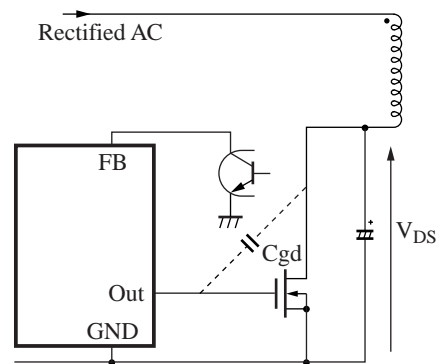 Rectified AC
FB
Cgd
V_DS
Out
GND
+